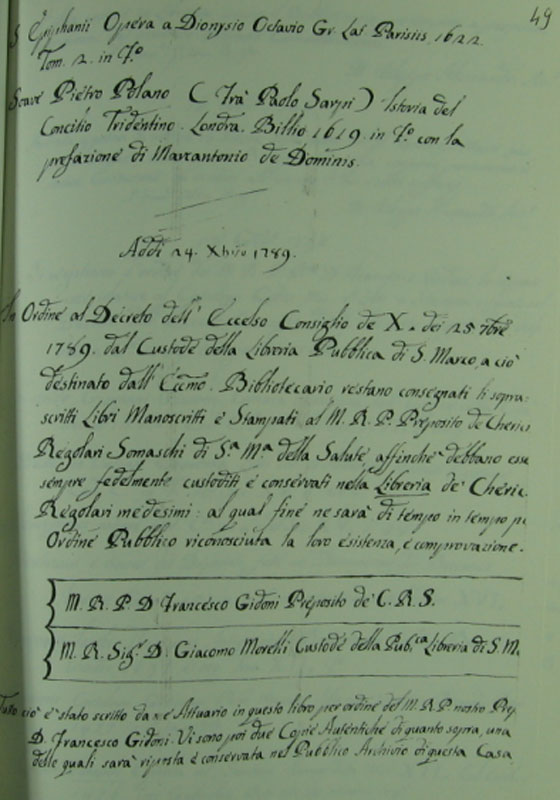 49
S Epiphanii Opera a Dionysio Octavio Gr. Lat. Parisiis 1622.
Tom. 2. in f.o
Soave Pietro Polano (Frà Paolo Sarpi) Istoria del
Concilio Tridentino. Londra. Billio 1619. in f.o con la
prefazione di Marcantonio de Dominis.
Addì 24. Xbre 1789.
In Ordine al Decreto dell' Eccelso Consiglio de X. dei 25
1789. dal Custode della Libreria Pubblica di S. Marco, a ciò
destinato dall' Eccmo. Bibliotecario restano consegnati li sopra:
scritti Libri Manoscritti e Stampati al M. R. P. Preposito de Cherici
Regolari Somaschi di S.a M.a della Salute affinchè debbano esse
sempre fedelmente custoditi e conservati nella Libreria de' Cheric
Regolari medesimi: al qual fine ne sarà di tempo in tempo p
Ordine Pubblico riconosciuta la loro esistenza, e comprovazione.
M. R. P. D. Francesco Gidoni Preposito de' C. R. S.
M. R. Sig.r D. Giacomo Morelli Custode della Pub.ca Libreria di S. M
Tutto ciò è stato scritto da me Attuario in questo libro per ordine del M. R. P. nostro Prep
D. Francesco Gidoni. Vi sono poi due Copie Autentiche di quanto sopra, una
delle quali sarà riposta e conservata nel Pubblico Archivio di questa Casa